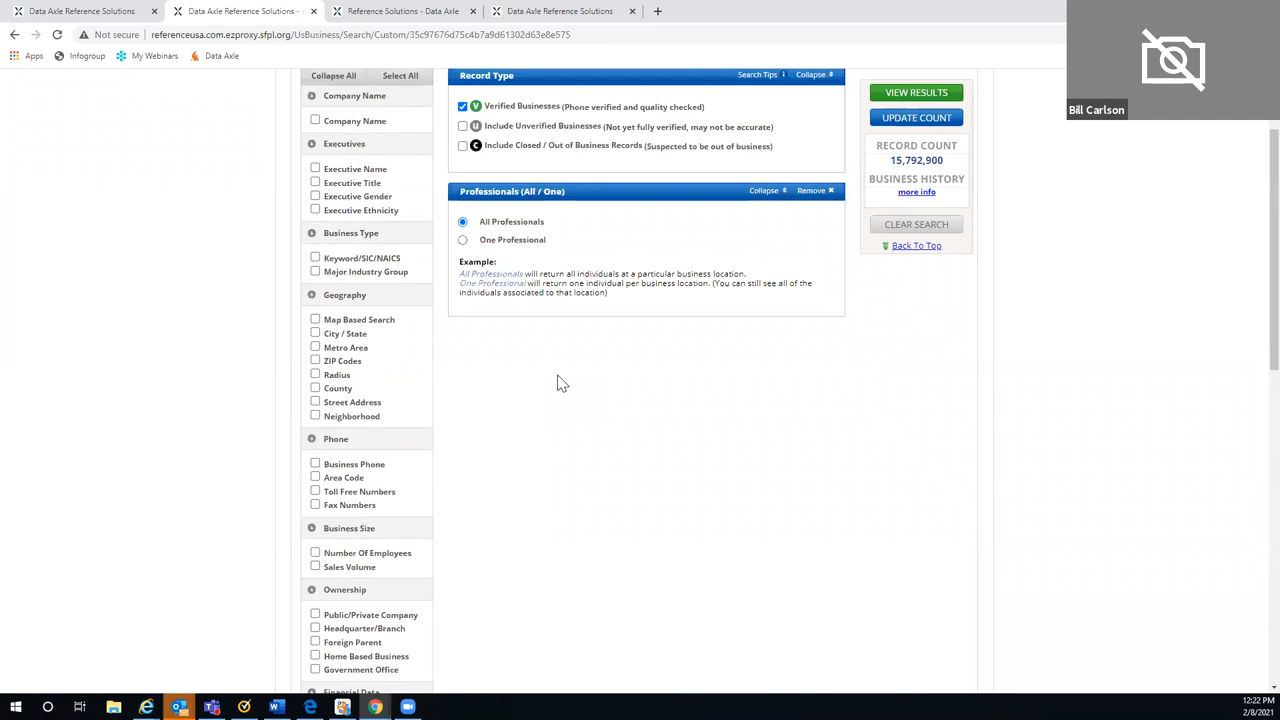 Data Axle Reference Solutions - 
Data Axle Reference Solutions - 
Reference Solutions - Data Axle
Data Axle Reference Solutions
Not secure
referenceusa.com.ezproxy.sfpl.org/UsBusiness/Search/Custom/35c97676d75c4b7a9d61302d63e8e575
Apps
Infogroup
My Webinars
Data Axle
Bill Carlson
Collapse All
Select All
Company Name
Company Name
Executives
Executive Name
Executive Title
Executive Gender
Executive Ethnicity
Business Type
Keyword/SIC/NAICS
Major Industry Group
Geography
Map Based Search
City / State
Metro Area
ZIP Codes
Radius
County
Street Address
Neighborhood
Phone
Business Phone
Area Code
Toll Free Numbers
Fax Numbers
Business Size
Number Of Employees
Sales Volume
Ownership
Public/Private Company
Headquarter/Branch
Foreign Parent
Home Based Business
Government Office
Financial Data
Record Type
Search Tips
Collapse
V Verified Businesses (Phone verified and quality checked)
U Include Unverified Businesses (Not yet fully verified, may not be accurate)
C Include Closed / Out of Business Records (Suspected to be out of business)
Professionals (All / One)
Collapse
Remove
All Professionals
One Professional
Example:
All Professionals will return all individuals at a particular business location.
One Professional will return one individual per business location. (You can still see all of the
individuals associated to that location)
VIEW RESULTS
UPDATE COUNT
RECORD COUNT
15,792,900
BUSINESS HISTORY
more info
CLEAR SEARCH
Back To Top
12:22 PM
2/8/2021